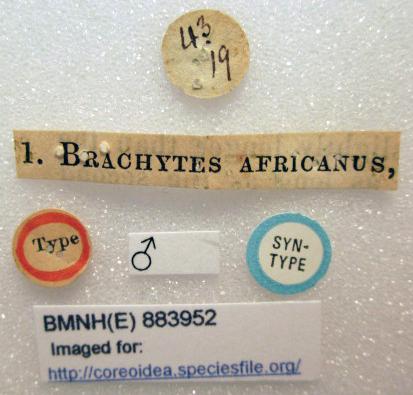 43
19
1. BRACHYTES AFRICANUS,
Type
♂
SYN-
TYPE
BMNH(E) 883952
Imaged for:
http://coreoidea.speciesfile.org/